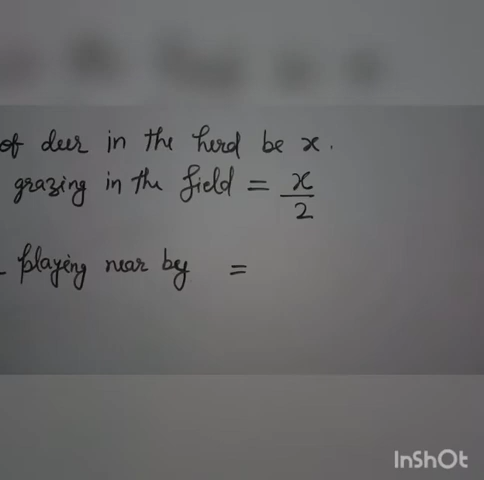 of deer in the herd be x.
grazing in the field = x/2
playing near by =
InShOt